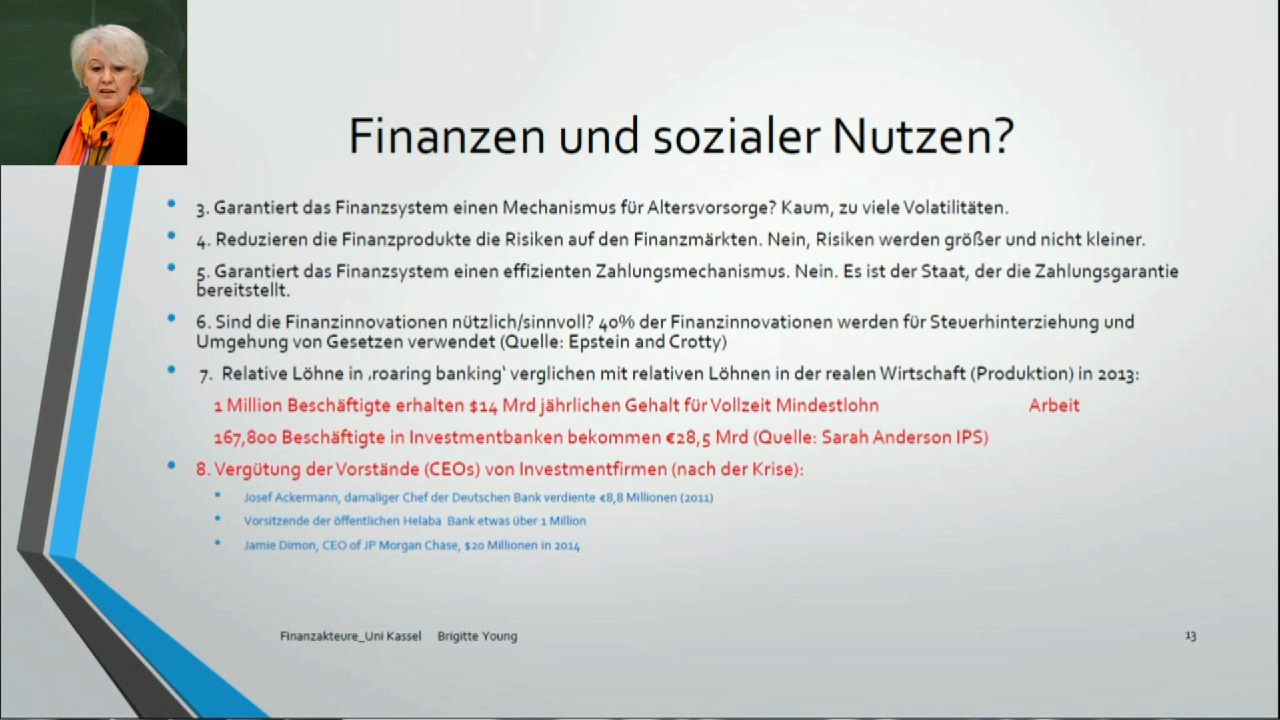 Finanzen und sozialer Nutzen?
• 3. Garantiert das Finanzsystem einen Mechanismus für Altersvorsorge? Kaum, zu viele Volatilitäten.
• 4. Reduzieren die Finanzprodukte die Risiken auf den Finanzmärkten. Nein, Risiken werden größer und nicht kleiner.
• 5. Garantiert das Finanzsystem einen effizienten Zahlungsmechanismus. Nein. Es ist der Staat, der die Zahlungsgarantie
bereitstellt.
• 6. Sind die Finanzinnovationen nützlich/sinnvoll? 40% der Finanzinnovationen werden für Steuerhinterziehung und
Umgehung von Gesetzen verwendet (Quelle: Epstein and Crotty)
• 7. Relative Löhne in ‚roaring banking‘ verglichen mit relativen Löhnen in der realen Wirtschaft (Produktion) in 2013:
1 Million Beschäftigte erhalten $14 Mrd jährlichen Gehalt für Vollzeit Mindestlohn Arbeit
167,800 Beschäftigte in Investmentbanken bekommen €28,5 Mrd (Quelle: Sarah Anderson IPS)
• 8. Vergütung der Vorstände (CEOs) von Investmentfirmen (nach der Krise):
• Josef Ackermann, damaliger Chef der Deutschen Bank verdiente €8,8 Millionen (2011)
• Vorsitzende der öffentlichen Helaba Bank etwas über 1 Million
• Jamie Dimon, CEO of JP Morgan Chase, $20 Millionen in 2014
Finanzakteure_Uni Kassel Brigitte Young 13